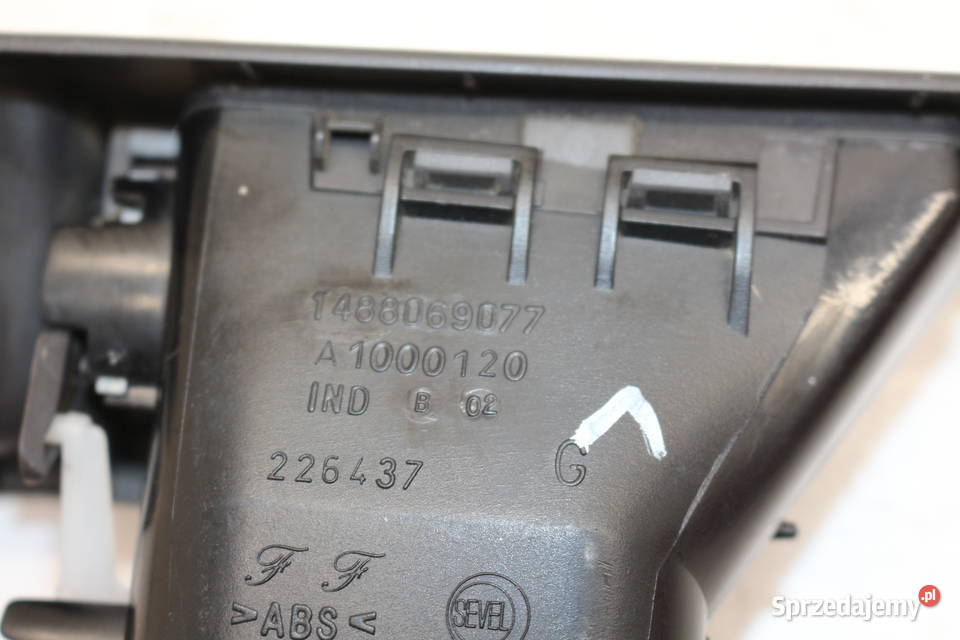 1488069077
A1000120
IND B 02
226437 G
F F
>ABS<
SEVEL
Sprzedajemy.pl